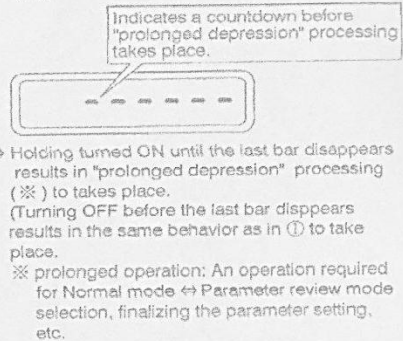 Indicates a countdown before
"prolonged depression" processing
takes place.
→ Holding turned ON until the last bar disappears
results in "prolonged depression" processing
(※) to takes place.
(Turning OFF before the last bar disppears
results in the same behavior as in ① to take
place.
※ prolonged operation: An operation required
for Normal mode ⇔ Parameter review mode
selection, finalizing the parameter setting,
etc.